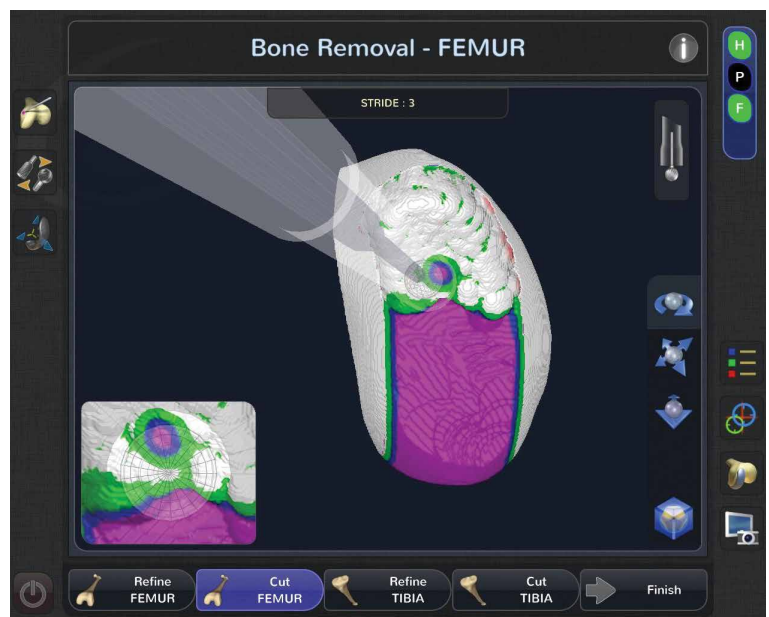 Bone Removal - FEMUR
i
H
P
F
STRIDE : 3
Refine
FEMUR
Cut
FEMUR
Refine
TIBIA
Cut
TIBIA
Finish